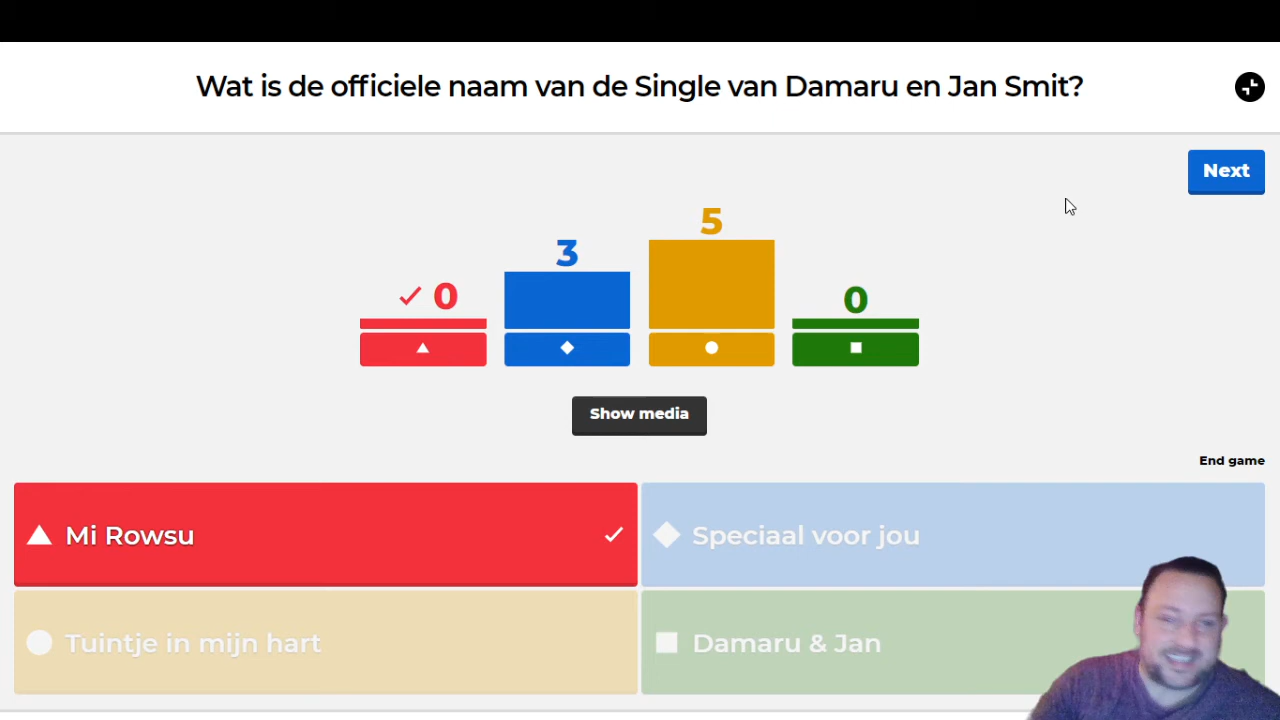 Wat is de officiele naam van de Single van Damaru en Jan Smit?
Next
0
3
5
0
Show media
End game
Mi Rowsu
Speciaal voor jou
Tuintje in mijn hart
Damaru & Jan